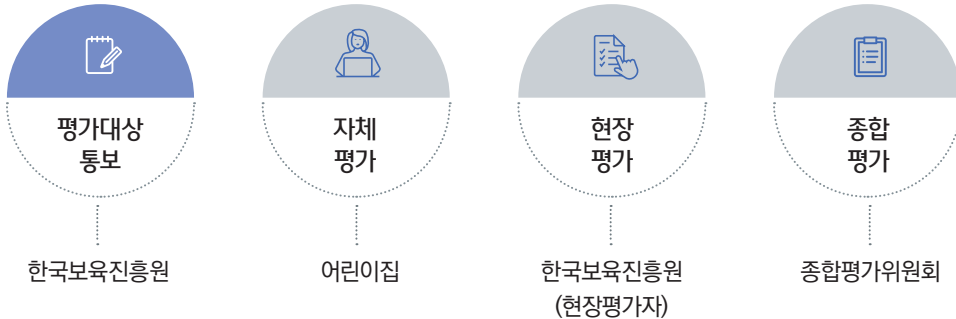 평가대상
통보
한국보육진흥원
자체
평가
어린이집
현장
평가
한국보육진흥원
(현장평가자)
종합
평가
종합평가위원회